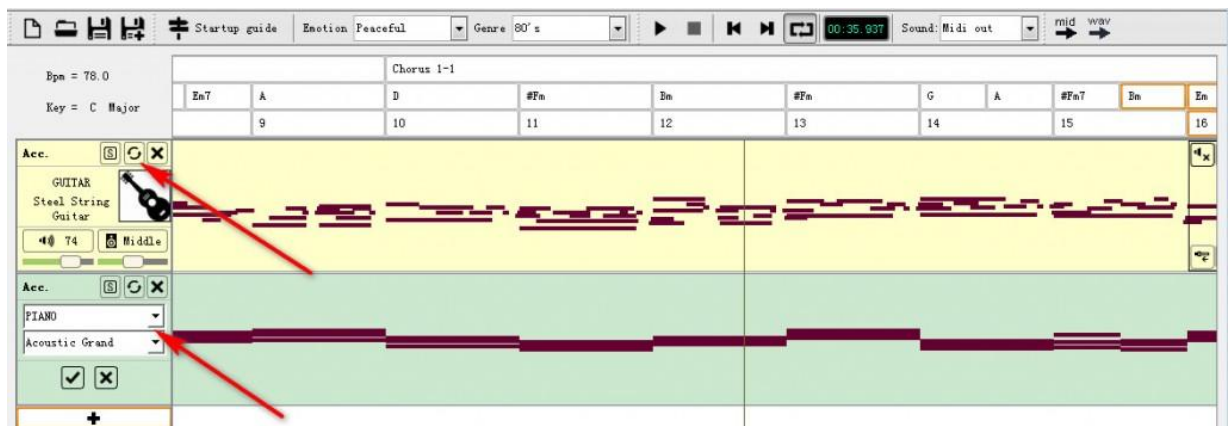 Startup guide Emotion Peaceful Genre 80's 00:35.937 Sound: Midi out mid wav
Bpm = 78.0
Key = C Major
Chorus 1-1
Em7 A D #Fm Bm #Fm G A #Fm7 Bm Em
9 10 11 12 13 14 15 16
Acc. S
GUITAR
Steel String
Guitar
74 Middle
Acc. S
PIANO
Acoustic Grand